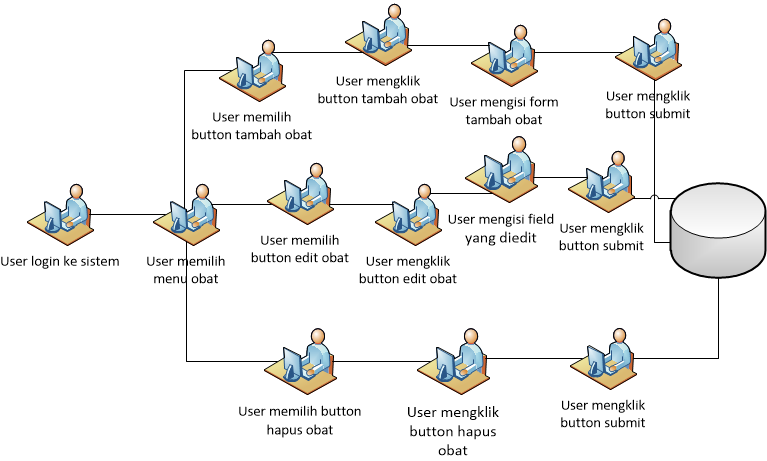 User memilih
button tambah obat
User mengklik
button tambah obat
User mengisi form
tambah obat
User mengklik
button submit
User login ke sistem
User memilih
menu obat
User memilih
button edit obat
User mengklik
button edit obat
User mengisi field
yang diedit
User mengklik
button submit
User memilih button
hapus obat
User mengklik
button hapus
obat
User mengklik
button submit